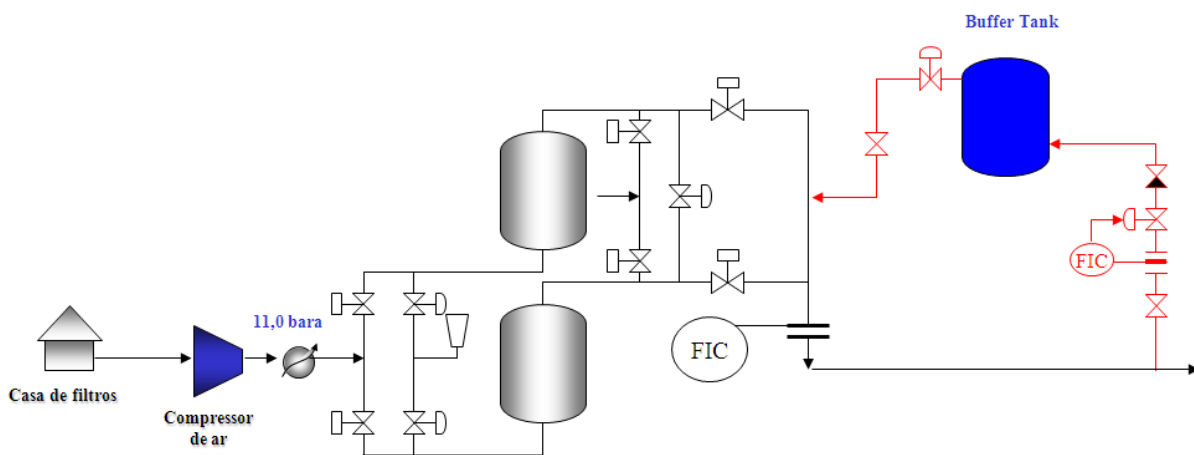 Buffer Tank
FIC
11,0 bara
FIC
Casa de filtros
Compressor
de ar